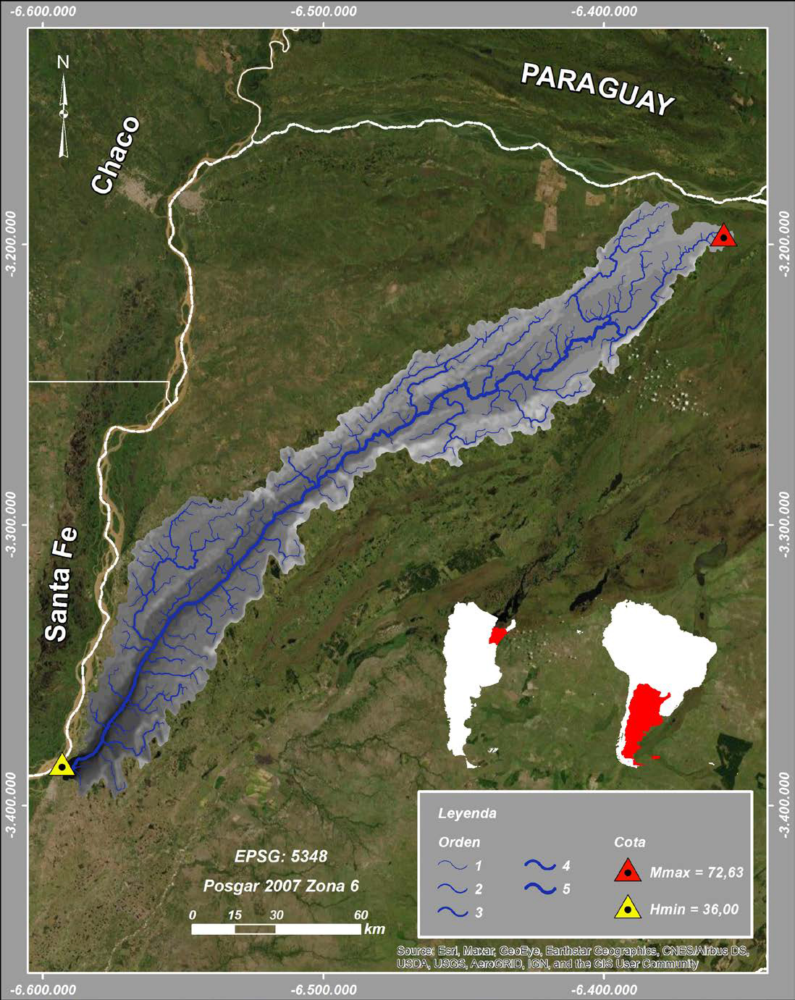 -6.600.000 -6.500.000 -6.400.000
N
PARAGUAY
Chaco
-3.200.000 -3.200.000
-3.300.000 -3.300.000
Santa Fe
-3.400.000 -3.400.000
EPSG: 5348
Posgar 2007 Zona 6
0 15 30 60
km
Leyenda
Orden Cota
1 4 Mmax = 72,63
2 5
3 Hmin = 36,00
Source: Esri, Maxar, GeoEye, Earthstar Geographics, CNES/Airbus DS,
USDA, USGS, AeroGRID, IGN, and the GIS User Community
-6.600.000 -6.500.000 -6.400.000